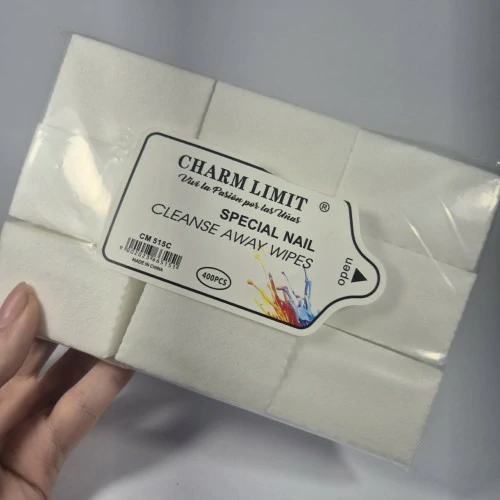 CHARM LIMIT ®
Vivi la Pasión por las Uñas
SPECIAL NAIL
CLEANSE AWAY WIPES
CM 515C
MADE IN CHINA
400PCS
open